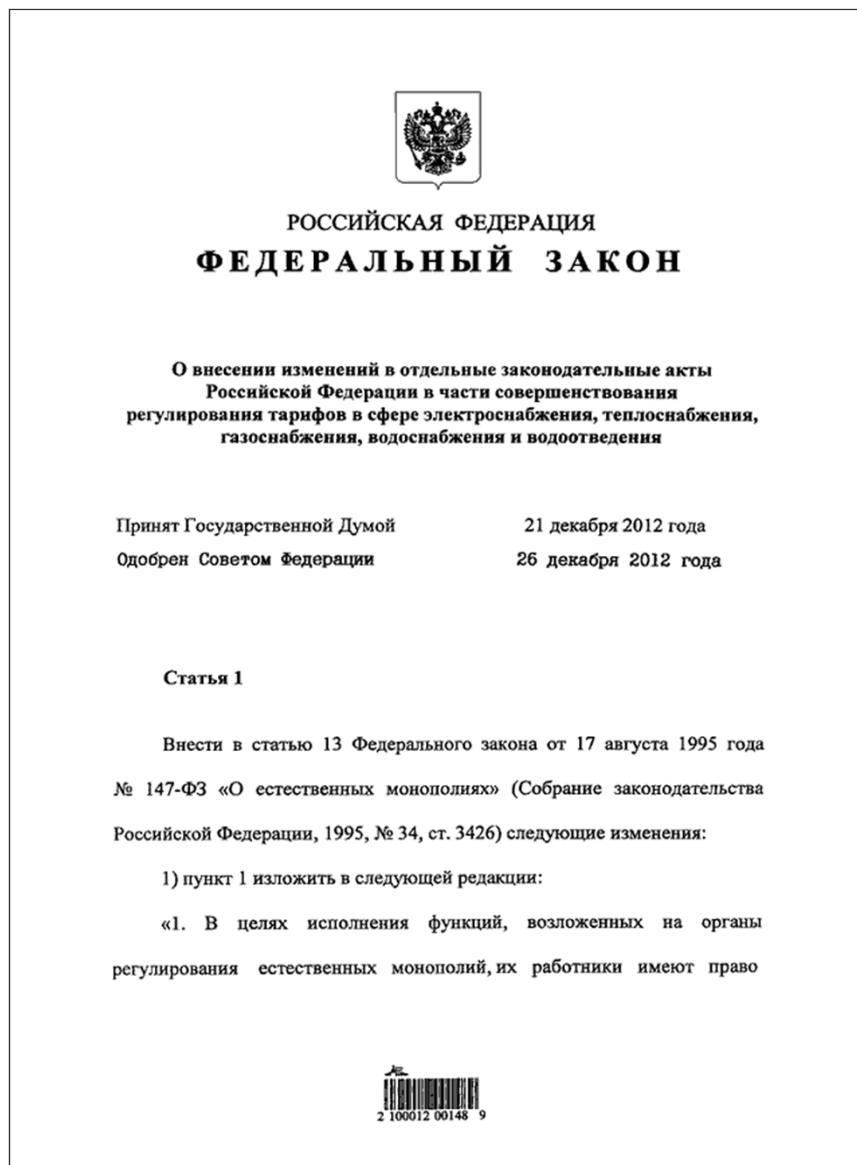 РОССИЙСКАЯ ФЕДЕРАЦИЯ
ФЕДЕРАЛЬНЫЙ ЗАКОН
О внесении изменений в отдельные законодательные акты
Российской Федерации в части совершенствования
регулирования тарифов в сфере электроснабжения, теплоснабжения,
газоснабжения, водоснабжения и водоотведения
Принят Государственной Думой 21 декабря 2012 года
Одобрен Советом Федерации 26 декабря 2012 года
Статья 1
Внести в статью 13 Федерального закона от 17 августа 1995 года
№ 147-ФЗ «О естественных монополиях» (Собрание законодательства
Российской Федерации, 1995, № 34, ст. 3426) следующие изменения:
1) пункт 1 изложить в следующей редакции:
«1. В целях исполнения функций, возложенных на органы
регулирования естественных монополий, их работники имеют право
2 100012 00148 9